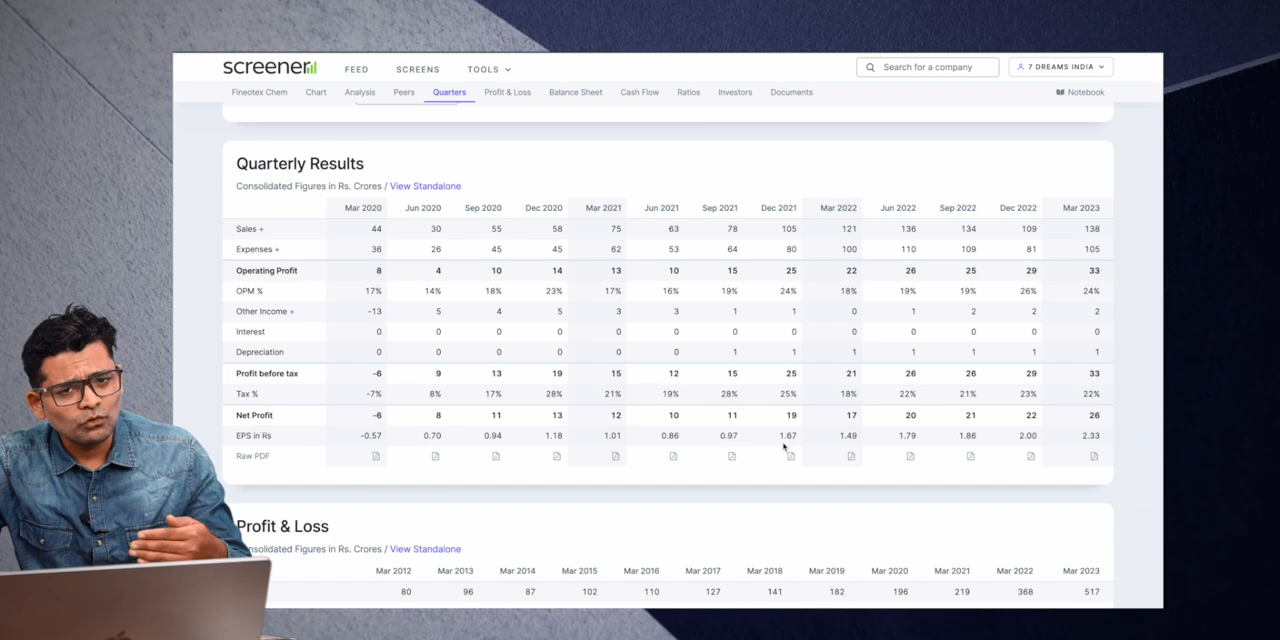 screener FEED SCREENS TOOLS Search for a company 7 DREAMS INDIA
Fineotex Chem Chart Analysis Peers Quarters Profit & Loss Balance Sheet Cash Flow Ratios Investors Documents Notebook
Quarterly Results
Consolidated Figures in Rs. Crores / View Standalone
Mar 2020 Jun 2020 Sep 2020 Dec 2020 Mar 2021 Jun 2021 Sep 2021 Dec 2021 Mar 2022 Jun 2022 Sep 2022 Dec 2022 Mar 2023
Sales + 44 30 55 58 75 63 78 105 121 136 134 109 138
Expenses + 36 26 45 45 62 53 64 80 100 110 109 81 105
Operating Profit 8 4 10 14 13 10 15 25 22 26 25 29 33
OPM % 17% 14% 18% 23% 17% 16% 19% 24% 18% 19% 19% 26% 24%
Other Income + -13 5 4 5 3 3 1 1 0 1 2 2 2
Interest 0 0 0 0 0 0 0 0 0 0 0 0 0
Depreciation 0 0 0 0 0 0 1 1 1 1 1 1 1
Profit before tax -6 9 13 19 15 12 15 25 21 26 26 29 33
Tax % -7% 8% 17% 28% 21% 19% 28% 25% 18% 22% 21% 23% 22%
Net Profit -6 8 11 13 12 10 11 19 17 20 21 22 26
EPS in Rs -0.57 0.70 0.94 1.18 1.01 0.86 0.97 1.67 1.49 1.79 1.86 2.00 2.33
Raw PDF
Profit & Loss
nsolidated Figures in Rs. Crores / View Standalone
Mar 2012 Mar 2013 Mar 2014 Mar 2015 Mar 2016 Mar 2017 Mar 2018 Mar 2019 Mar 2020 Mar 2021 Mar 2022 Mar 2023
80 96 87 102 110 127 141 182 196 219 368 517